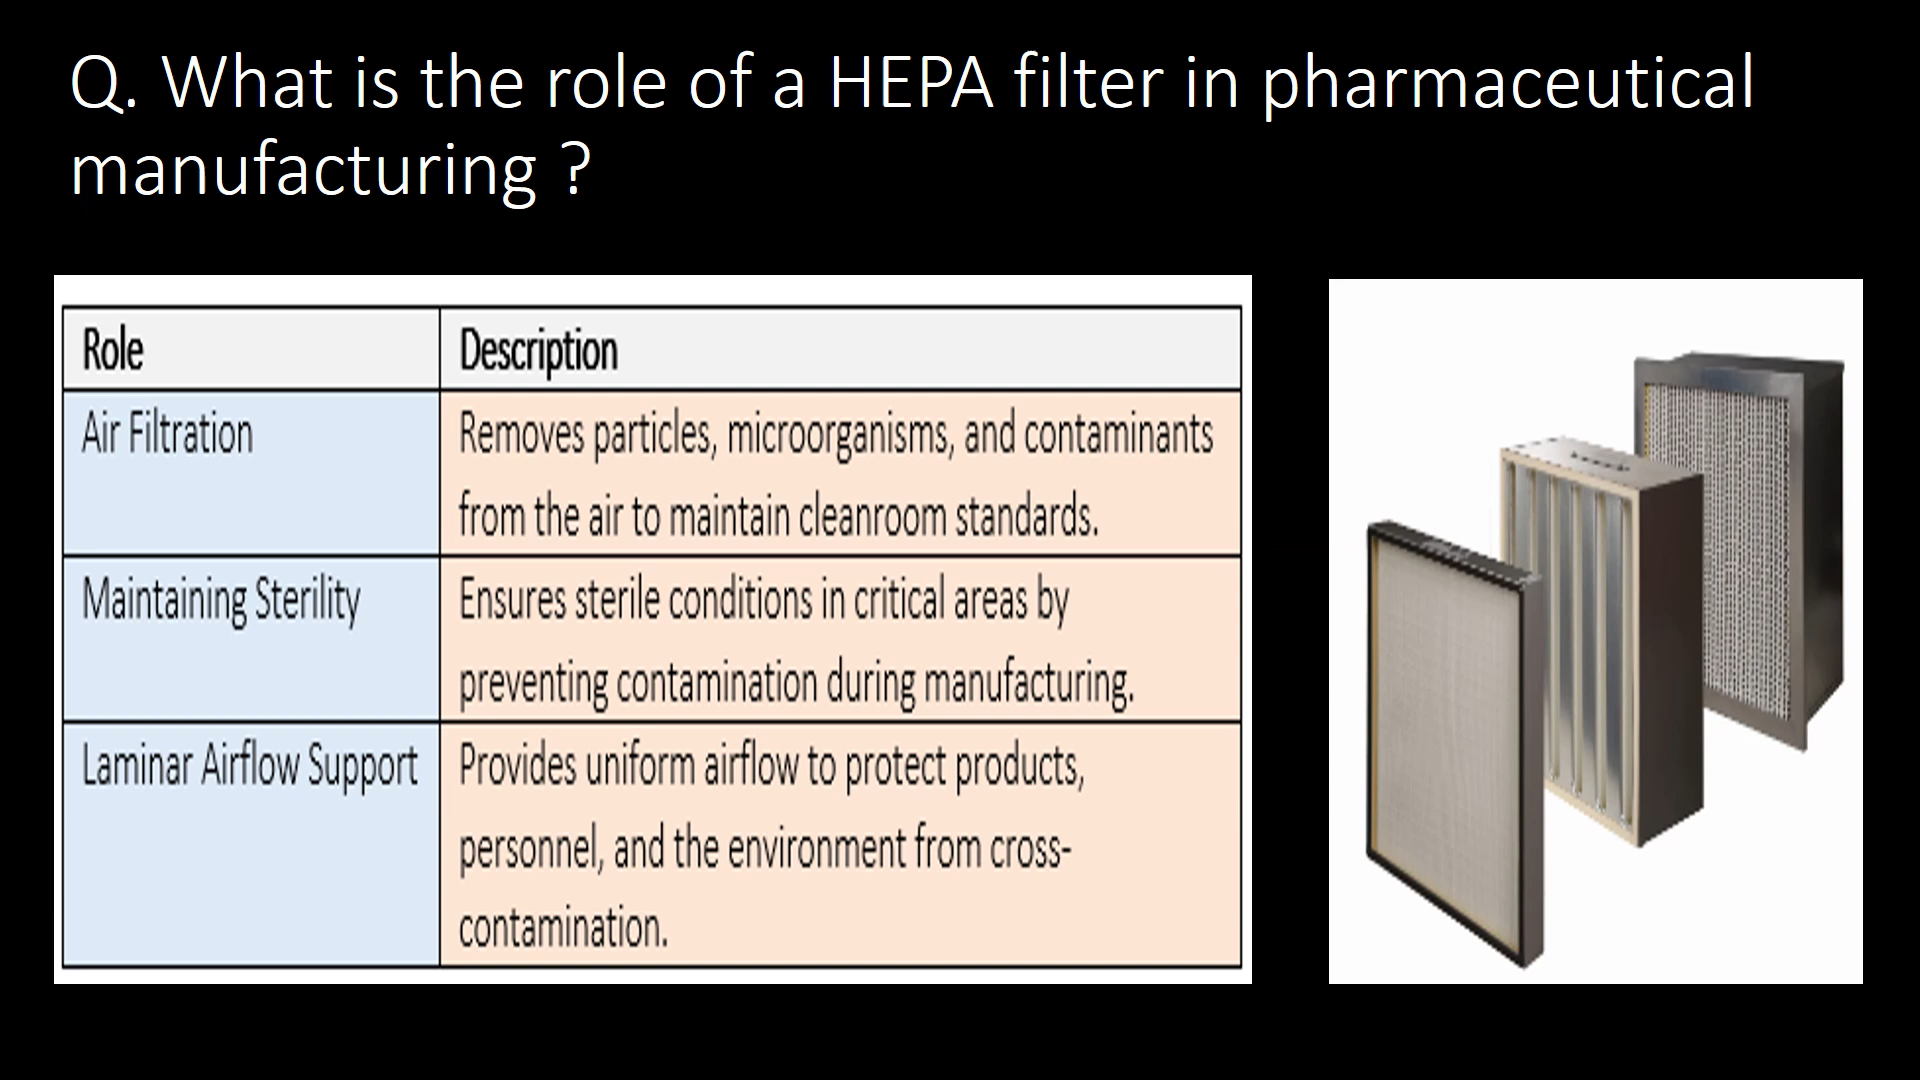 Q. What is the role of a HEPA filter in pharmaceutical
manufacturing ?
Role
Description
Air Filtration
Removes particles, microorganisms, and contaminants
from the air to maintain cleanroom standards.
Maintaining Sterility
Ensures sterile conditions in critical areas by
preventing contamination during manufacturing.
Laminar Airflow Support
Provides uniform airflow to protect products,
personnel, and the environment from cross-
contamination.